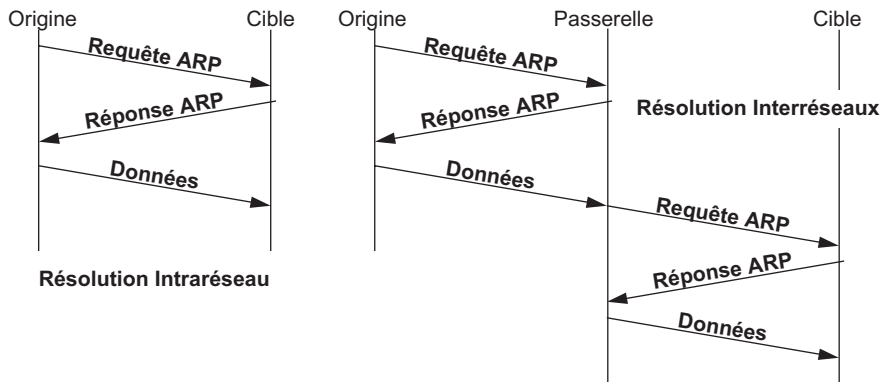 Origine
Cible
Requête ARP
Réponse ARP
Données
Résolution Intraréseau
Origine
Passerelle
Cible
Requête ARP
Réponse ARP
Données
Résolution Interréseaux
Requête ARP
Réponse ARP
Données